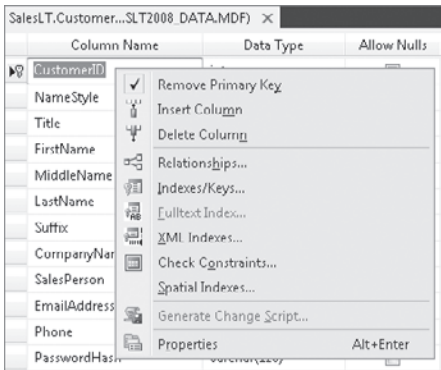 SalesLT.Customer...SLT2008_DATA.MDF)
Column Name Data Type Allow Nulls
CustomerID
Remove Primary Key
NameStyle
Insert Column
Title
Delete Column
FirstName
Relationships...
MiddleName
Indexes/Keys...
LastName
Fulltext Index...
Suffix
XML Indexes...
CompanyNar
Check Constraints...
SalesPerson
Spatial Indexes...
EmailAddress
Generate Change Script...
Phone
Properties Alt+Enter
PasswordHash varchar(128)